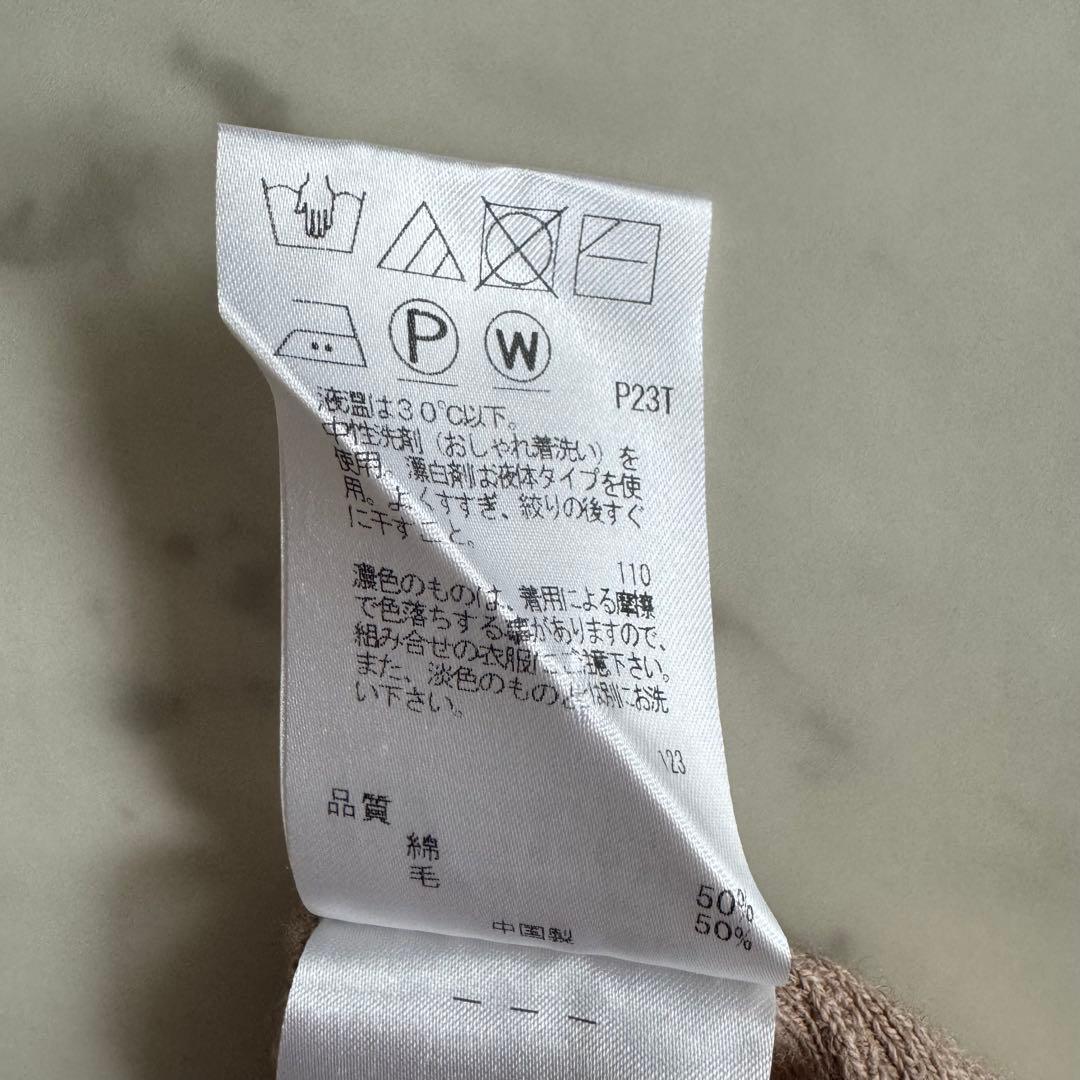 P W
P23T
液温は30℃以下。
中性洗剤（おしゃれ着洗い）を
使用。漂白剤は液体タイプを使
用。よくすすぎ、絞りの後すぐ
に干すこと。
110
濃色のものは、着用による摩擦
で色落ちする事がありますので、
組み合せの衣服にご注意下さい。
また、淡色のものとは別にお洗
い下さい。
123
品質
綿 50%
毛 50%
中国製